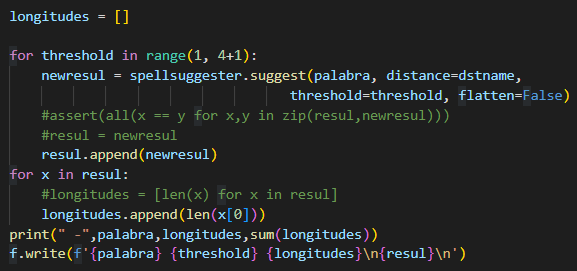 longitudes = []
for threshold in range(1, 4+1):
newresul = spellsuggester.suggest(palabra, distance=dstname,
threshold=threshold, flatten=False)
#assert(all(x == y for x,y in zip(resul,newresul)))
#resul = newresul
resul.append(newresul)
for x in resul:
#longitudes = [len(x) for x in resul]
longitudes.append(len(x[0]))
print(" -",palabra,longitudes,sum(longitudes))
f.write(f'{palabra} {threshold} {longitudes}\n{resul}\n')